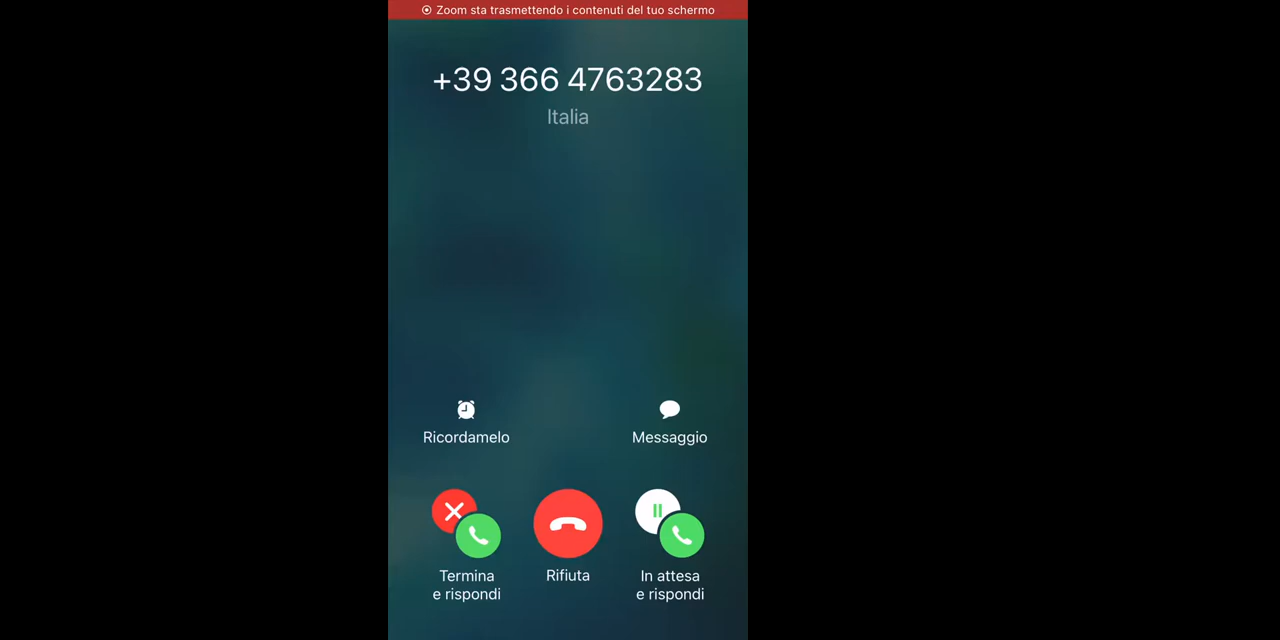 Zoom sta trasmettendo i contenuti del tuo schermo
+39 366 4763283
Italia
Ricordamelo
Messaggio
Termina
e rispondi
Rifiuta
In attesa
e rispondi